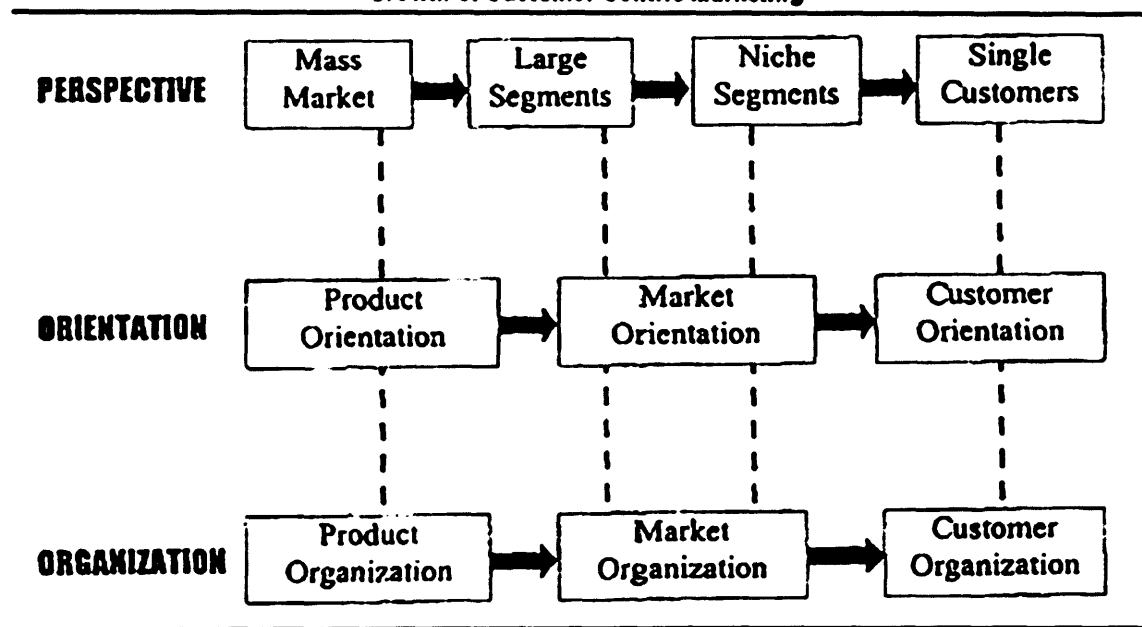 PERSPECTIVE
Mass
Market
Large
Segments
Niche
Segments
Single
Customers
ORIENTATION
Product
Orientation
Market
Orientation
Customer
Orientation
ORGANIZATION
Product
Organization
Market
Organization
Customer
Organization